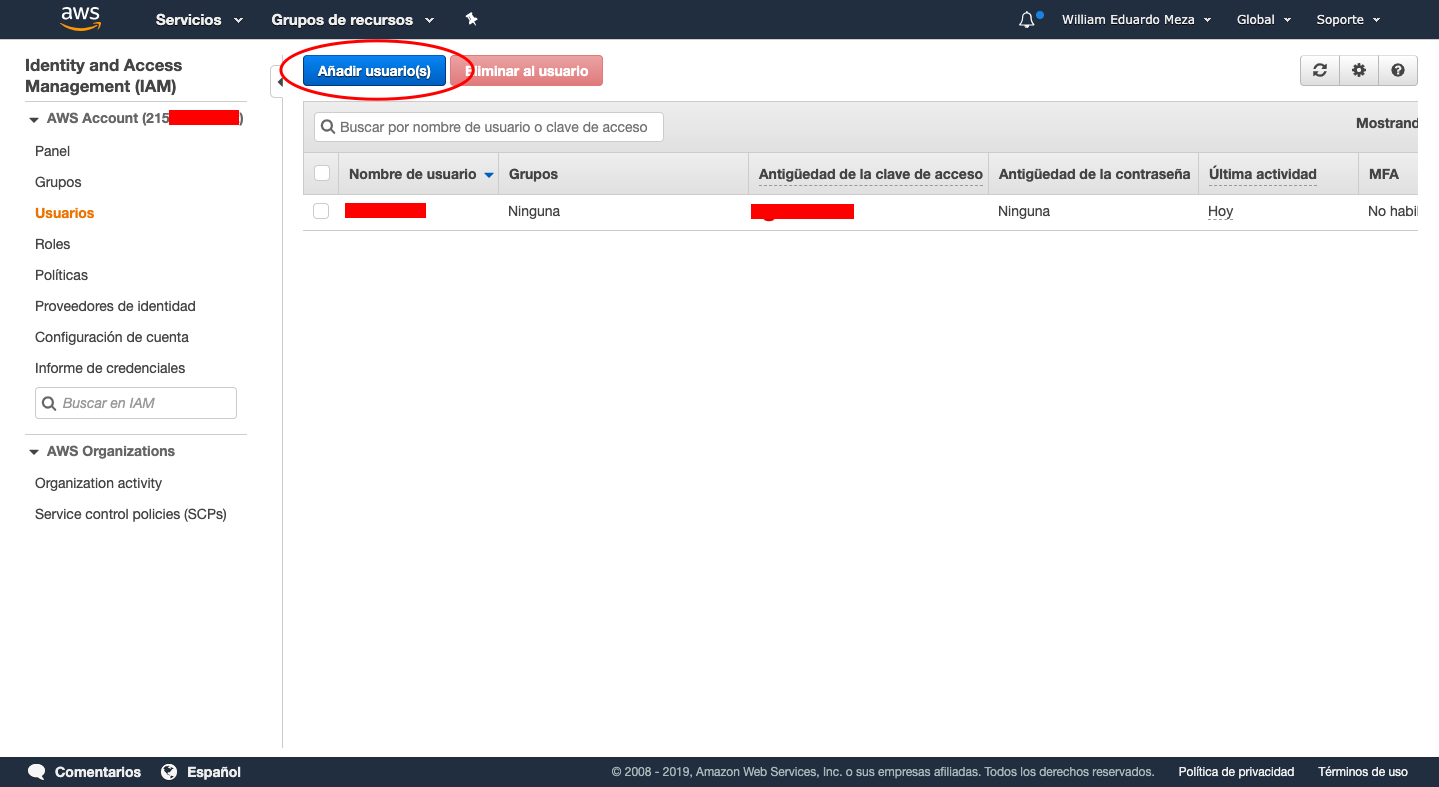 aws Servicios Grupos de recursos William Eduardo Meza Global Soporte
Identity and Access
Management (IAM)
AWS Account (215 )
Panel
Grupos
Usuarios
Roles
Políticas
Proveedores de identidad
Configuración de cuenta
Informe de credenciales
Buscar en IAM
AWS Organizations
Organization activity
Service control policies (SCPs)
Añadir usuario(s) Eliminar al usuario
Buscar por nombre de usuario o clave de acceso
Mostrand
Nombre de usuario Grupos Antigüedad de la clave de acceso Antigüedad de la contraseña Última actividad MFA
Ninguna Ninguna Hoy No habil
Comentarios Español © 2008 - 2019, Amazon Web Services, Inc. o sus empresas afiliadas. Todos los derechos reservados. Política de privacidad Términos de uso